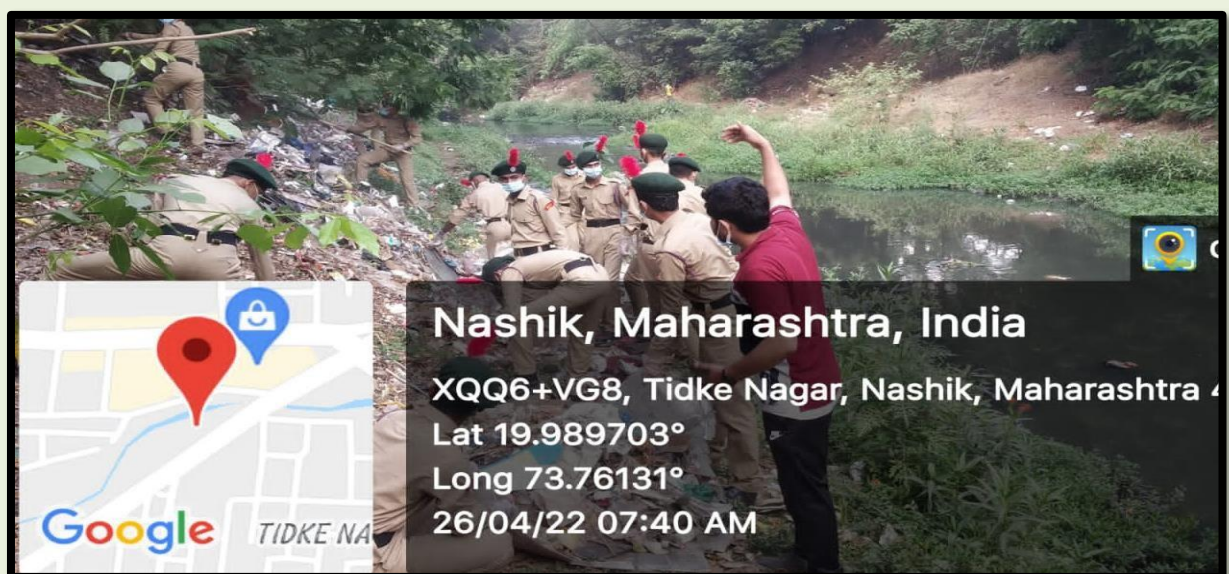 Nashik, Maharashtra, India
XQQ6+VG8, Tidke Nagar, Nashik, Maharashtra
Lat 19.989703°
Long 73.76131°
26/04/22 07:40 AM
Google
TIDKE NA